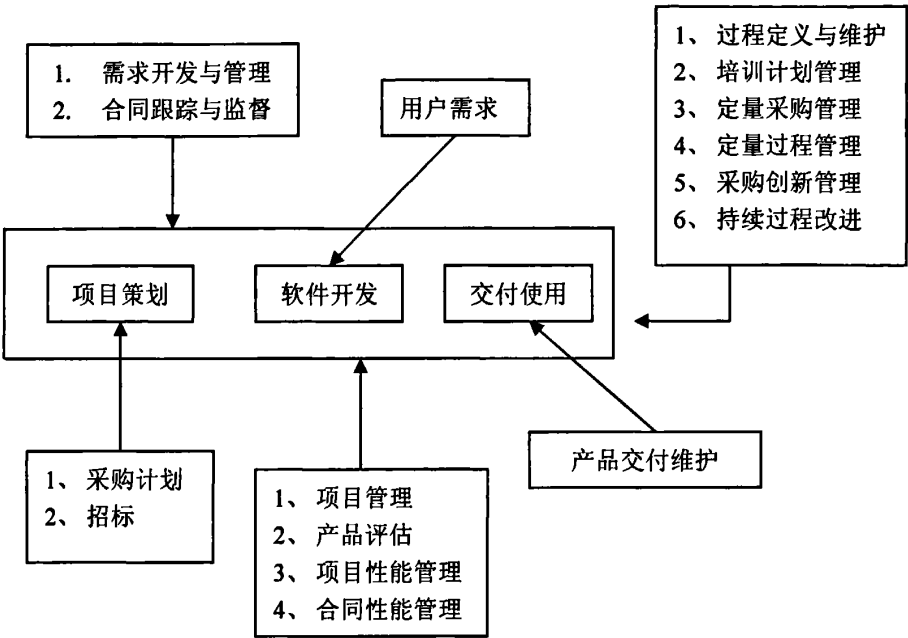 1. 需求开发与管理
2. 合同跟踪与监督
用户需求
1、 过程定义与维护
2、 培训计划管理
3、 定量采购管理
4、 定量过程管理
5、 采购创新管理
6、 持续过程改进
项目策划
软件开发
交付使用
1、 采购计划
2、 招标
1、 项目管理
2、 产品评估
3、 项目性能管理
4、 合同性能管理
产品交付维护